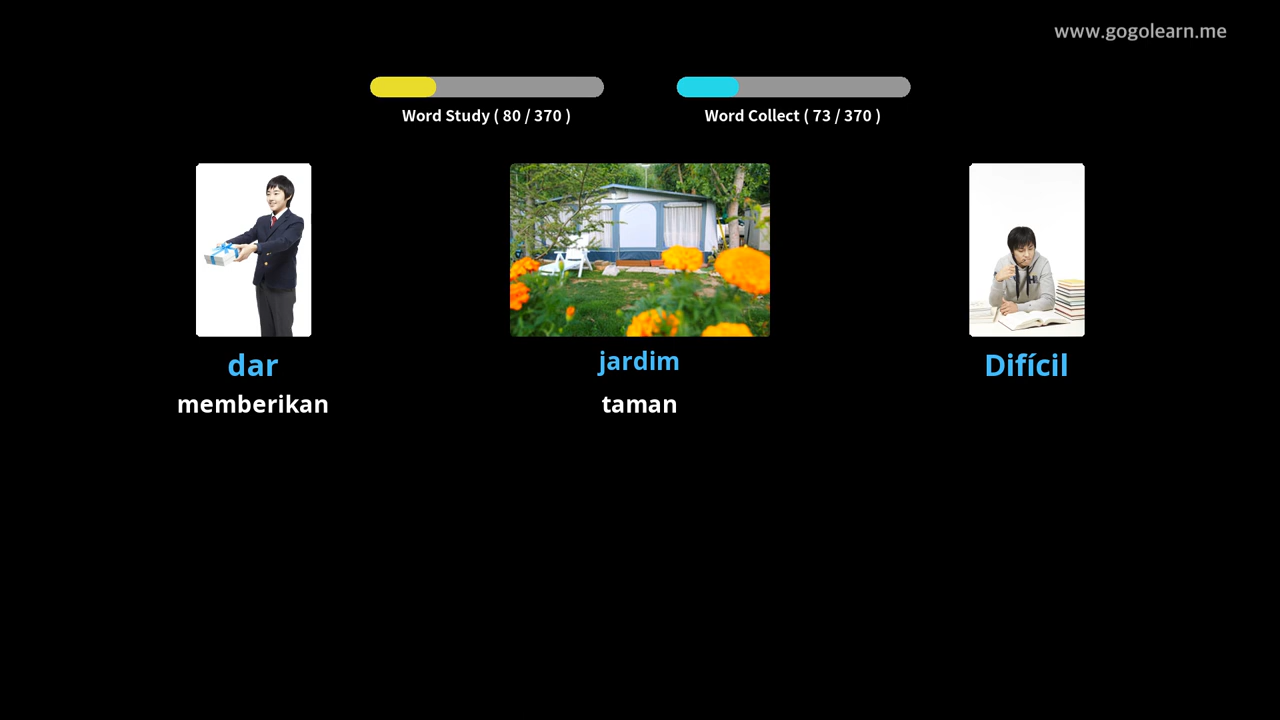 www.gogolearn.me
Word Study ( 80 / 370 )
Word Collect ( 73 / 370 )
dar
memberikan
jardim
taman
Difícil